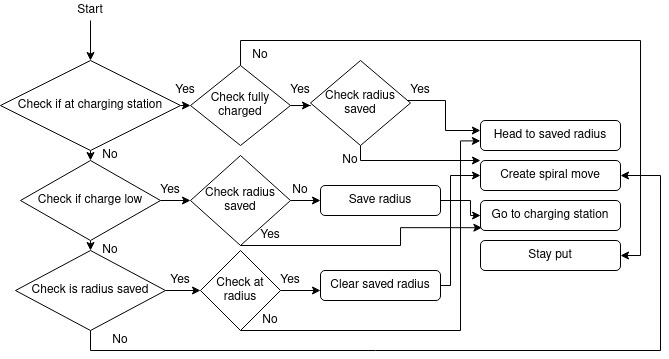 Start
No
Yes
Yes
Yes
Check if at charging station
Check fully
charged
Check radius
saved
Head to saved radius
No
No
Create spiral move
Check if charge low
Yes
Check radius
saved
No
Save radius
Go to charging station
Yes
No
Stay put
Check is radius saved
Yes
Check at
radius
Yes
Clear saved radius
No
No